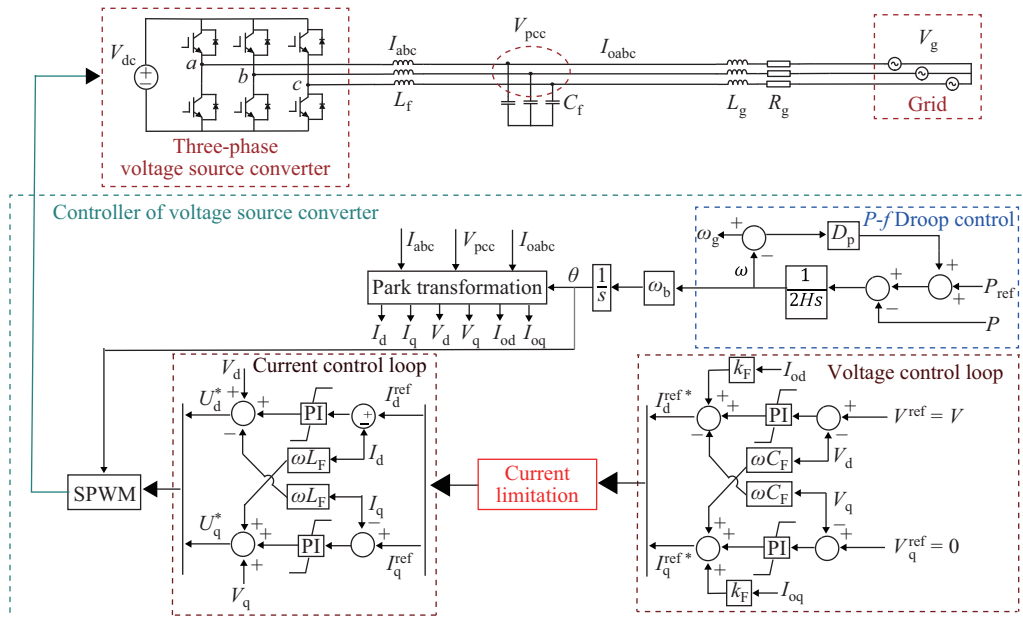 V_dc
a
b
c
I_abc
L_f
V_pcc
I_oabc
C_f
L_g
R_g
V_g
Grid
Three-phase
voltage source converter
Controller of voltage source converter
P-f Droop control
ω_g
+
−
D_p
ω
1/2Hs
+
−
+
+
P_ref
P
I_abc
V_pcc
I_oabc
Park transformation
θ
1/s
ω_b
I_d
I_q
V_d
V_q
I_od
I_oq
Current control loop
V_d
U_d^*
+
+
−
PI
+
−
I_d^ref
I_d
ωL_F
ωL_F
I_q
U_q^*
+
+
+
PI
−
+
I_q^ref
V_q
SPWM
Current
limitation
Voltage control loop
k_F
I_od
I_d^ref *
+
+
−
PI
+
−
V^ref = V
V_d
ωC_F
ωC_F
V_q
I_q^ref *
+
+
+
PI
−
+
V_q^ref = 0
k_F
I_oq